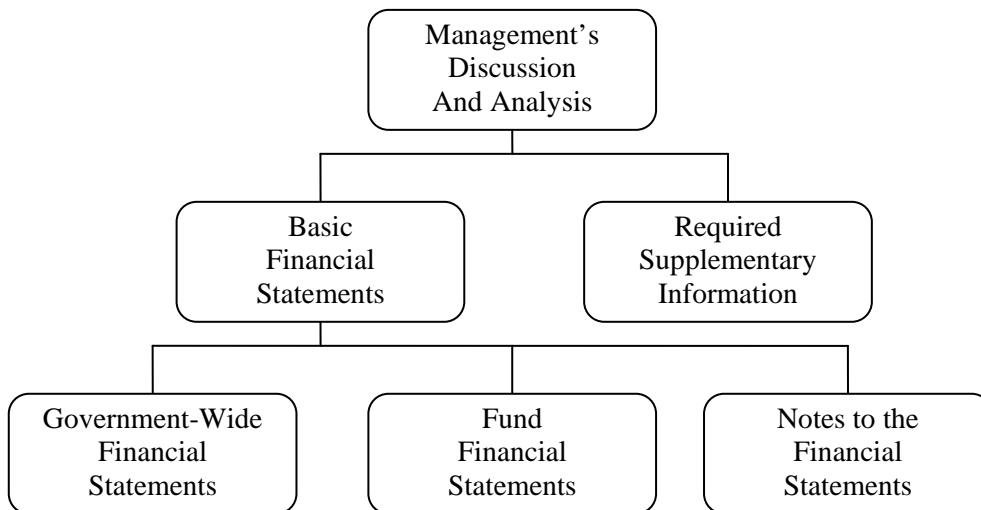 Management’s
Discussion
And Analysis
Basic
Financial
Statements
Required
Supplementary
Information
Government-Wide
Financial
Statements
Fund
Financial
Statements
Notes to the
Financial
Statements